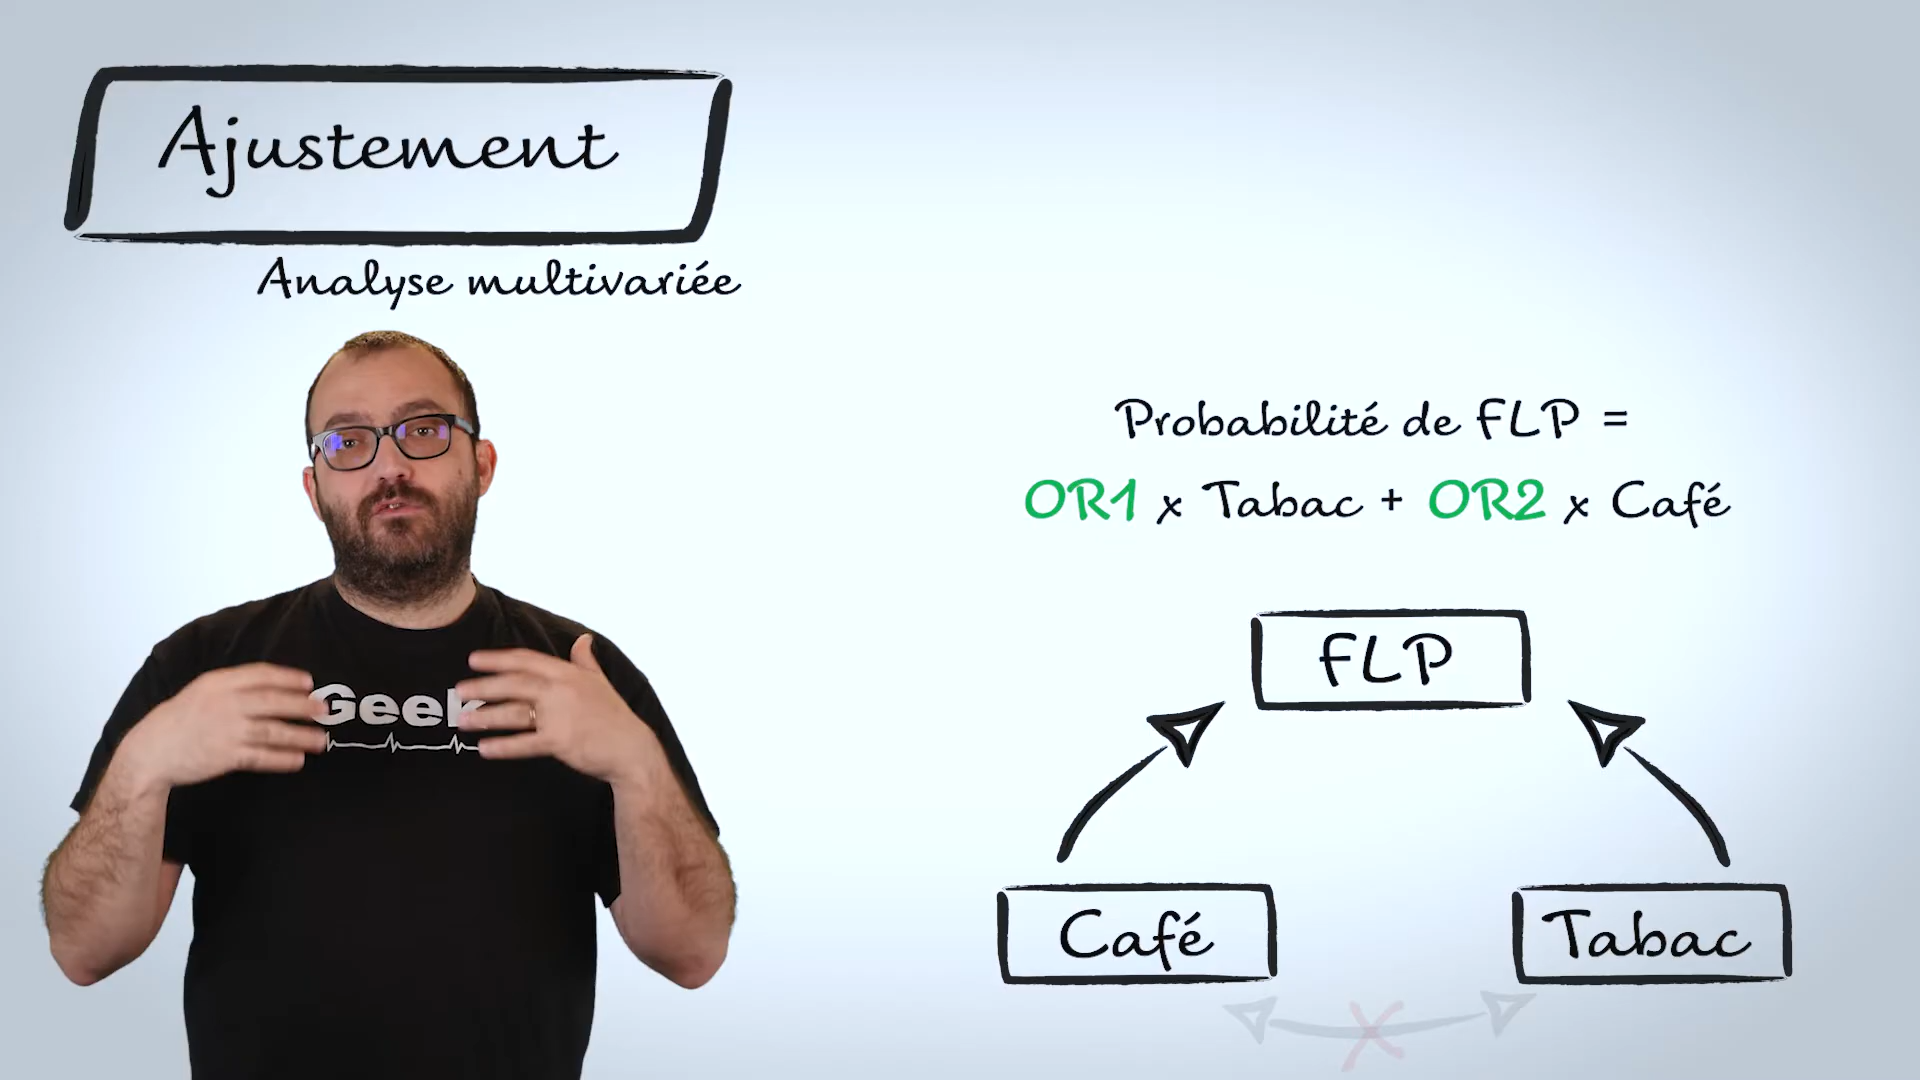 Ajustement
Analyse multivariée
Probabilité de FLP =
OR1 x Tabac + OR2 x Café
FLP
Geek
Café
Tabac